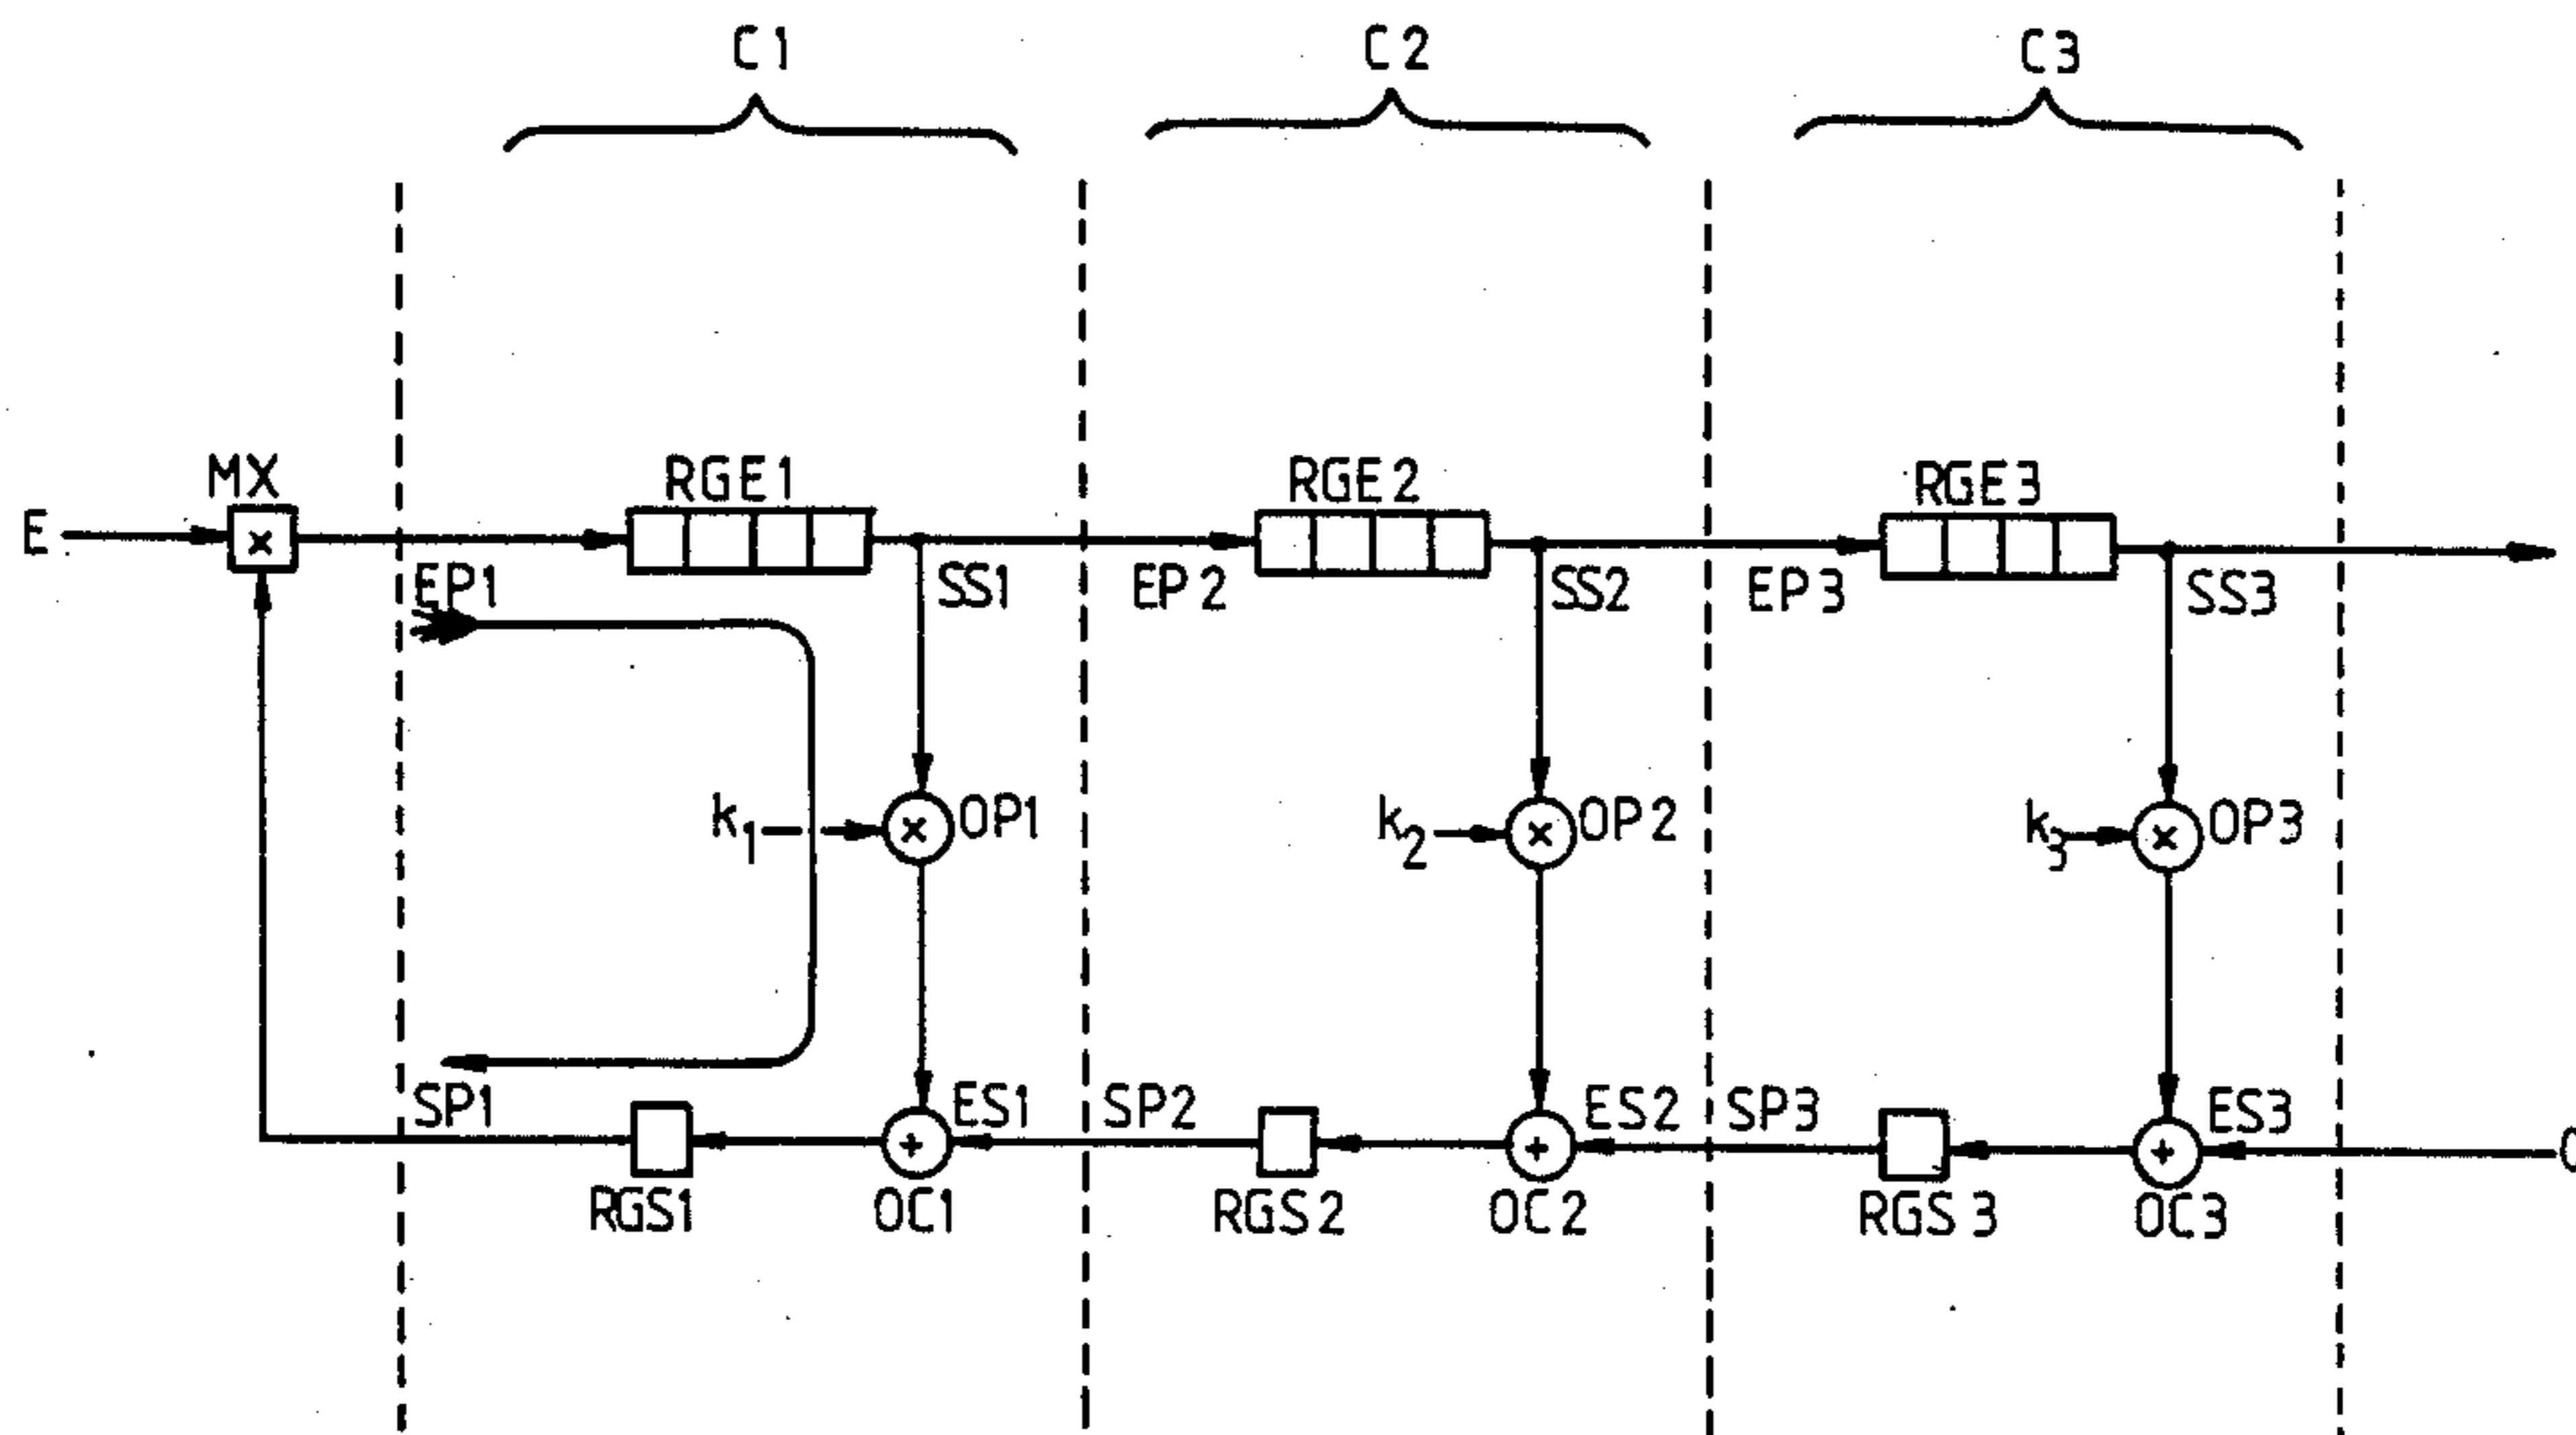 C1 C2 C3
MX RGE1 RGE2 RGE3
E x
EP1 SS1 EP2 SS2 EP3 SS3
k1 x OP1 k2 x OP2 k3 x OP3
SP1 ES1 SP2 ES2 SP3 ES3
+ + + 0
RGS1 OC1 RGS2 OC2 RGS3 OC3